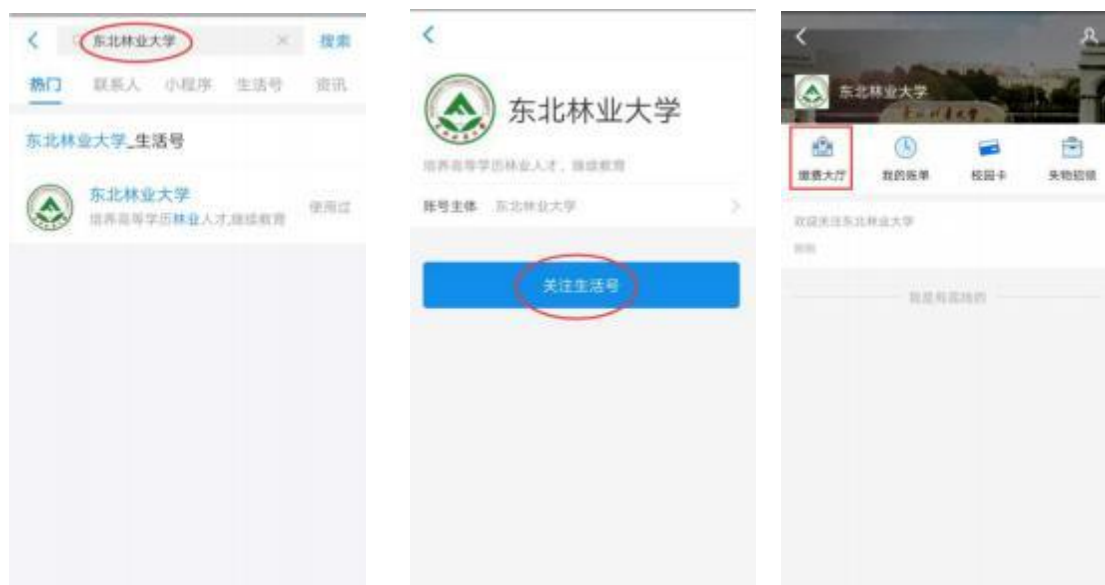 东北林业大学
搜索
热门 联系人 小程序 生活号 资讯
东北林业大学_生活号
东北林业大学
使用过
培养高等学历林业人才,继续教育
东北林业大学
培养高等学历林业人才，继续教育
账号主体 东北林业大学
关注生活号
东北林业大学
缴费大厅 我的账单 校园卡 失物招领
欢迎关注东北林业大学
我是有底线的